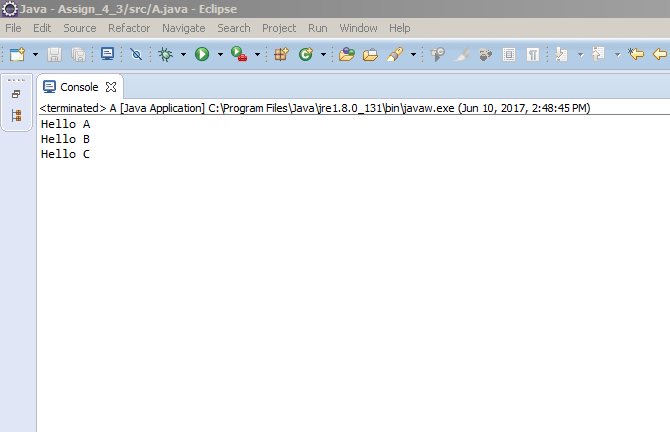 Java - Assign_4_3/src/A.java - Eclipse
File Edit Source Refactor Navigate Search Project Run Window Help
Console
<terminated> A [Java Application] C:\Program Files\Java\jre1.8.0_131\bin\javaw.exe (Jun 10, 2017, 2:48:45 PM)
Hello A
Hello B
Hello C